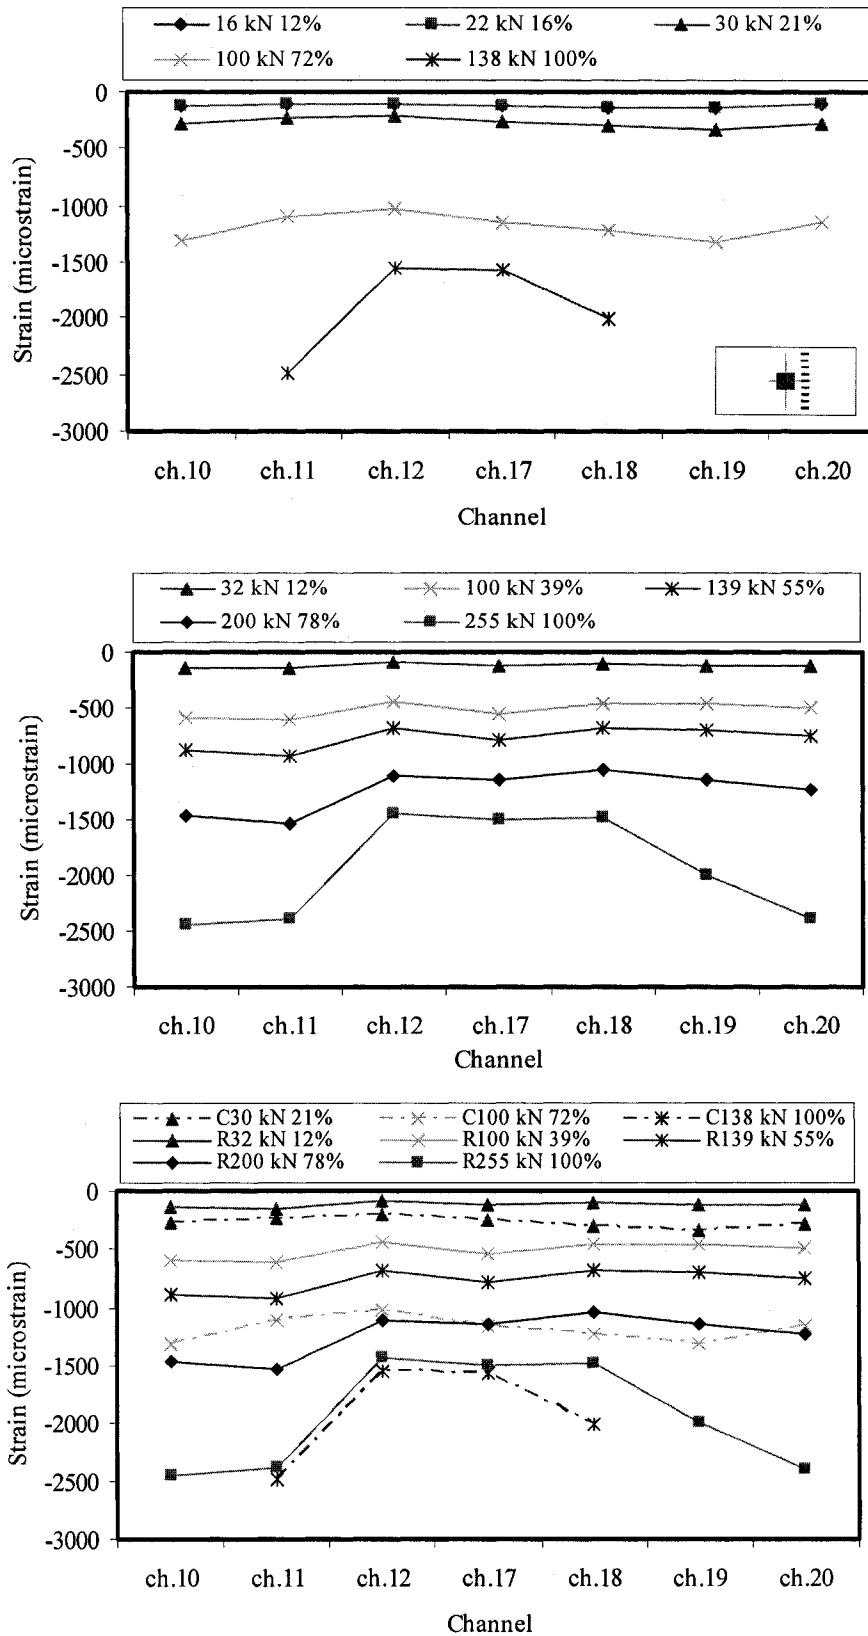 16 kN 12% 22 kN 16% 30 kN 21%
100 kN 72% 138 kN 100%
0
-500
-1000
-1500
-2000
-2500
-3000
Strain (microstrain)
ch.10 ch.11 ch.12 ch.17 ch.18 ch.19 ch.20
Channel
32 kN 12% 100 kN 39% 139 kN 55%
200 kN 78% 255 kN 100%
0
-500
-1000
-1500
-2000
-2500
-3000
Strain (microstrain)
ch.10 ch.11 ch.12 ch.17 ch.18 ch.19 ch.20
Channel
C30 kN 21% C100 kN 72% C138 kN 100%
R32 kN 12% R100 kN 39% R139 kN 55%
R200 kN 78% R255 kN 100%
0
-500
-1000
-1500
-2000
-2500
-3000
Strain (microstrain)
ch.10 ch.11 ch.12 ch.17 ch.18 ch.19 ch.20
Channel